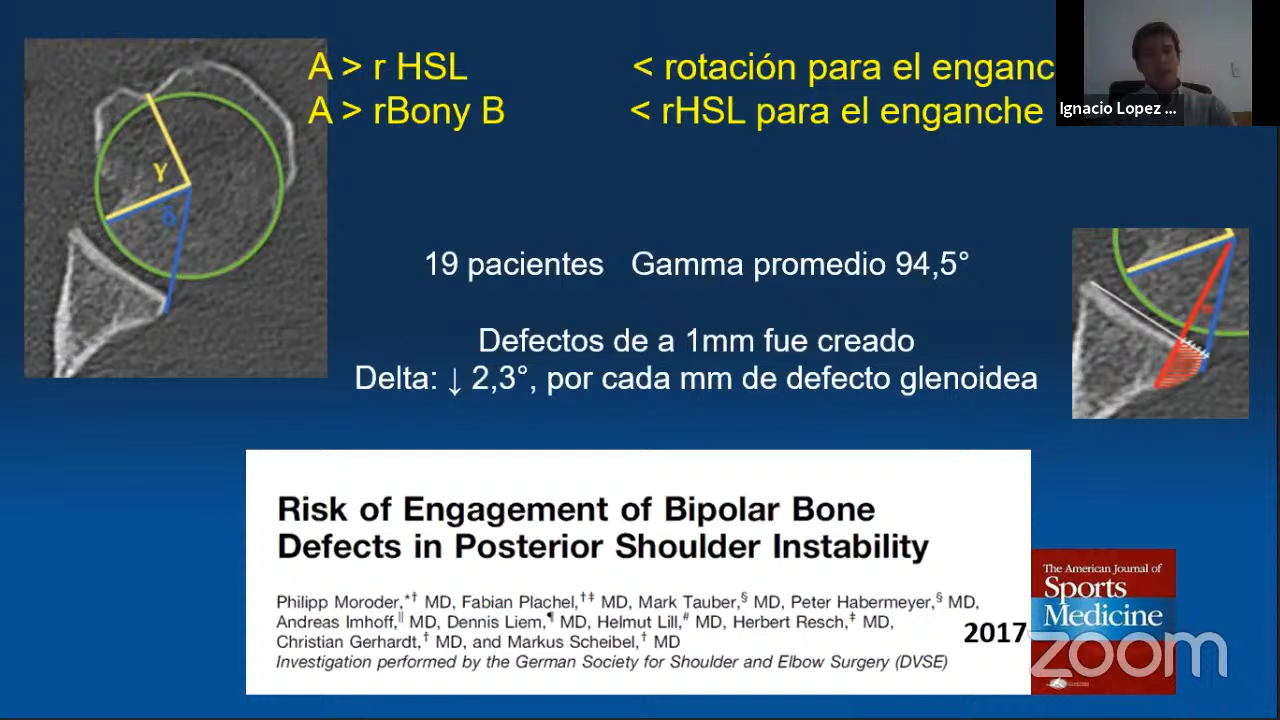 A > r HSL < rotación para el enganc
A > rBony B < rHSL para el enganche
Ignacio Lopez ...
γ
δ
19 pacientes Gamma promedio 94,5°
Defectos de a 1mm fue creado
Delta: ↓ 2,3°, por cada mm de defecto glenoidea
Risk of Engagement of Bipolar Bone
Defects in Posterior Shoulder Instability
Philipp Moroder,*† MD, Fabian Plachel,†‡ MD, Mark Tauber,§ MD, Peter Habermeyer,§ MD,
Andreas Imhoff,|| MD, Dennis Liem,¶ MD, Helmut Lill,# MD, Herbert Resch,‡ MD,
Christian Gerhardt,† MD, and Markus Scheibel,† MD
Investigation performed by the German Society for Shoulder and Elbow Surgery (DVSE)
2017
The American Journal of
Sports
Medicine
zoom